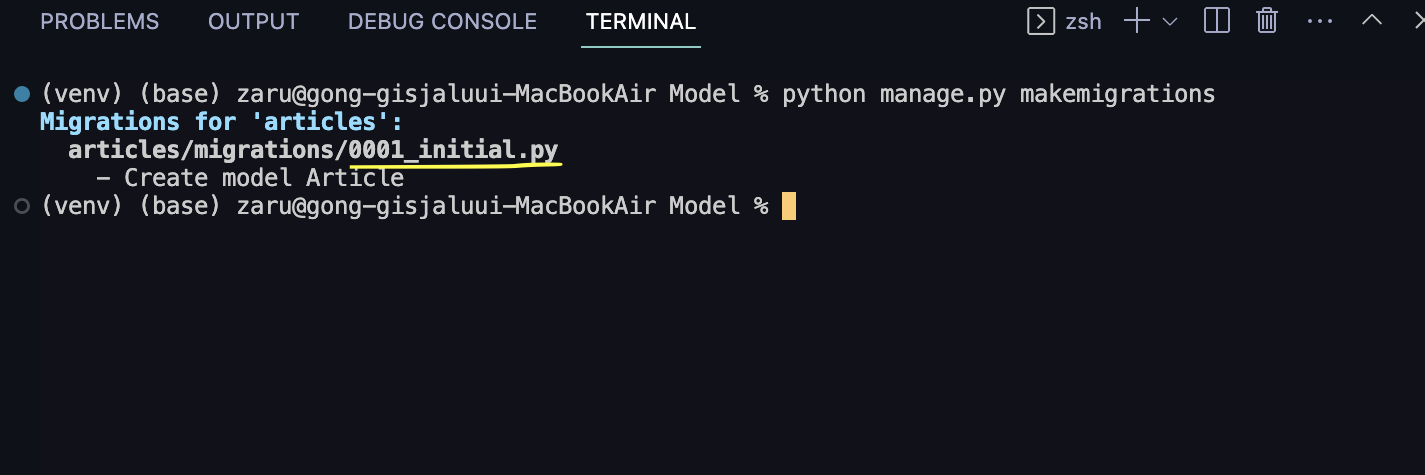 PROBLEMS OUTPUT DEBUG CONSOLE TERMINAL zsh
(venv) (base) zaru@gong-gisjaluui-MacBookAir Model % python manage.py makemigrations
Migrations for 'articles':
articles/migrations/0001_initial.py
- Create model Article
(venv) (base) zaru@gong-gisjaluui-MacBookAir Model %